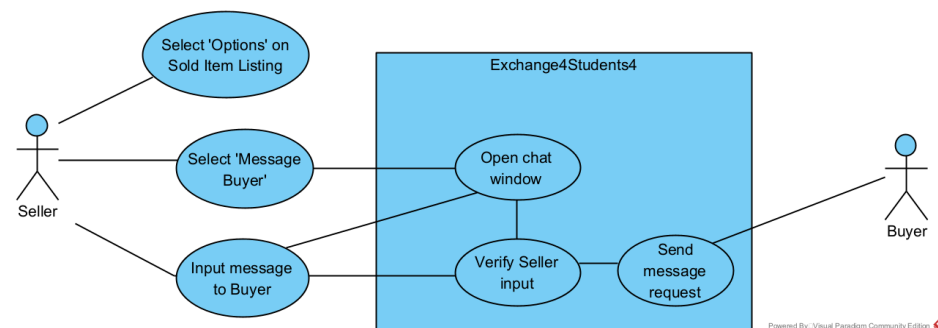 Select 'Options' on
Sold Item Listing
Exchange4Students4
Select 'Message
Buyer'
Open chat
window
Seller
Buyer
Input message
to Buyer
Verify Seller
input
Send
message
request
Powered By: Visual Paradigm Community Edition